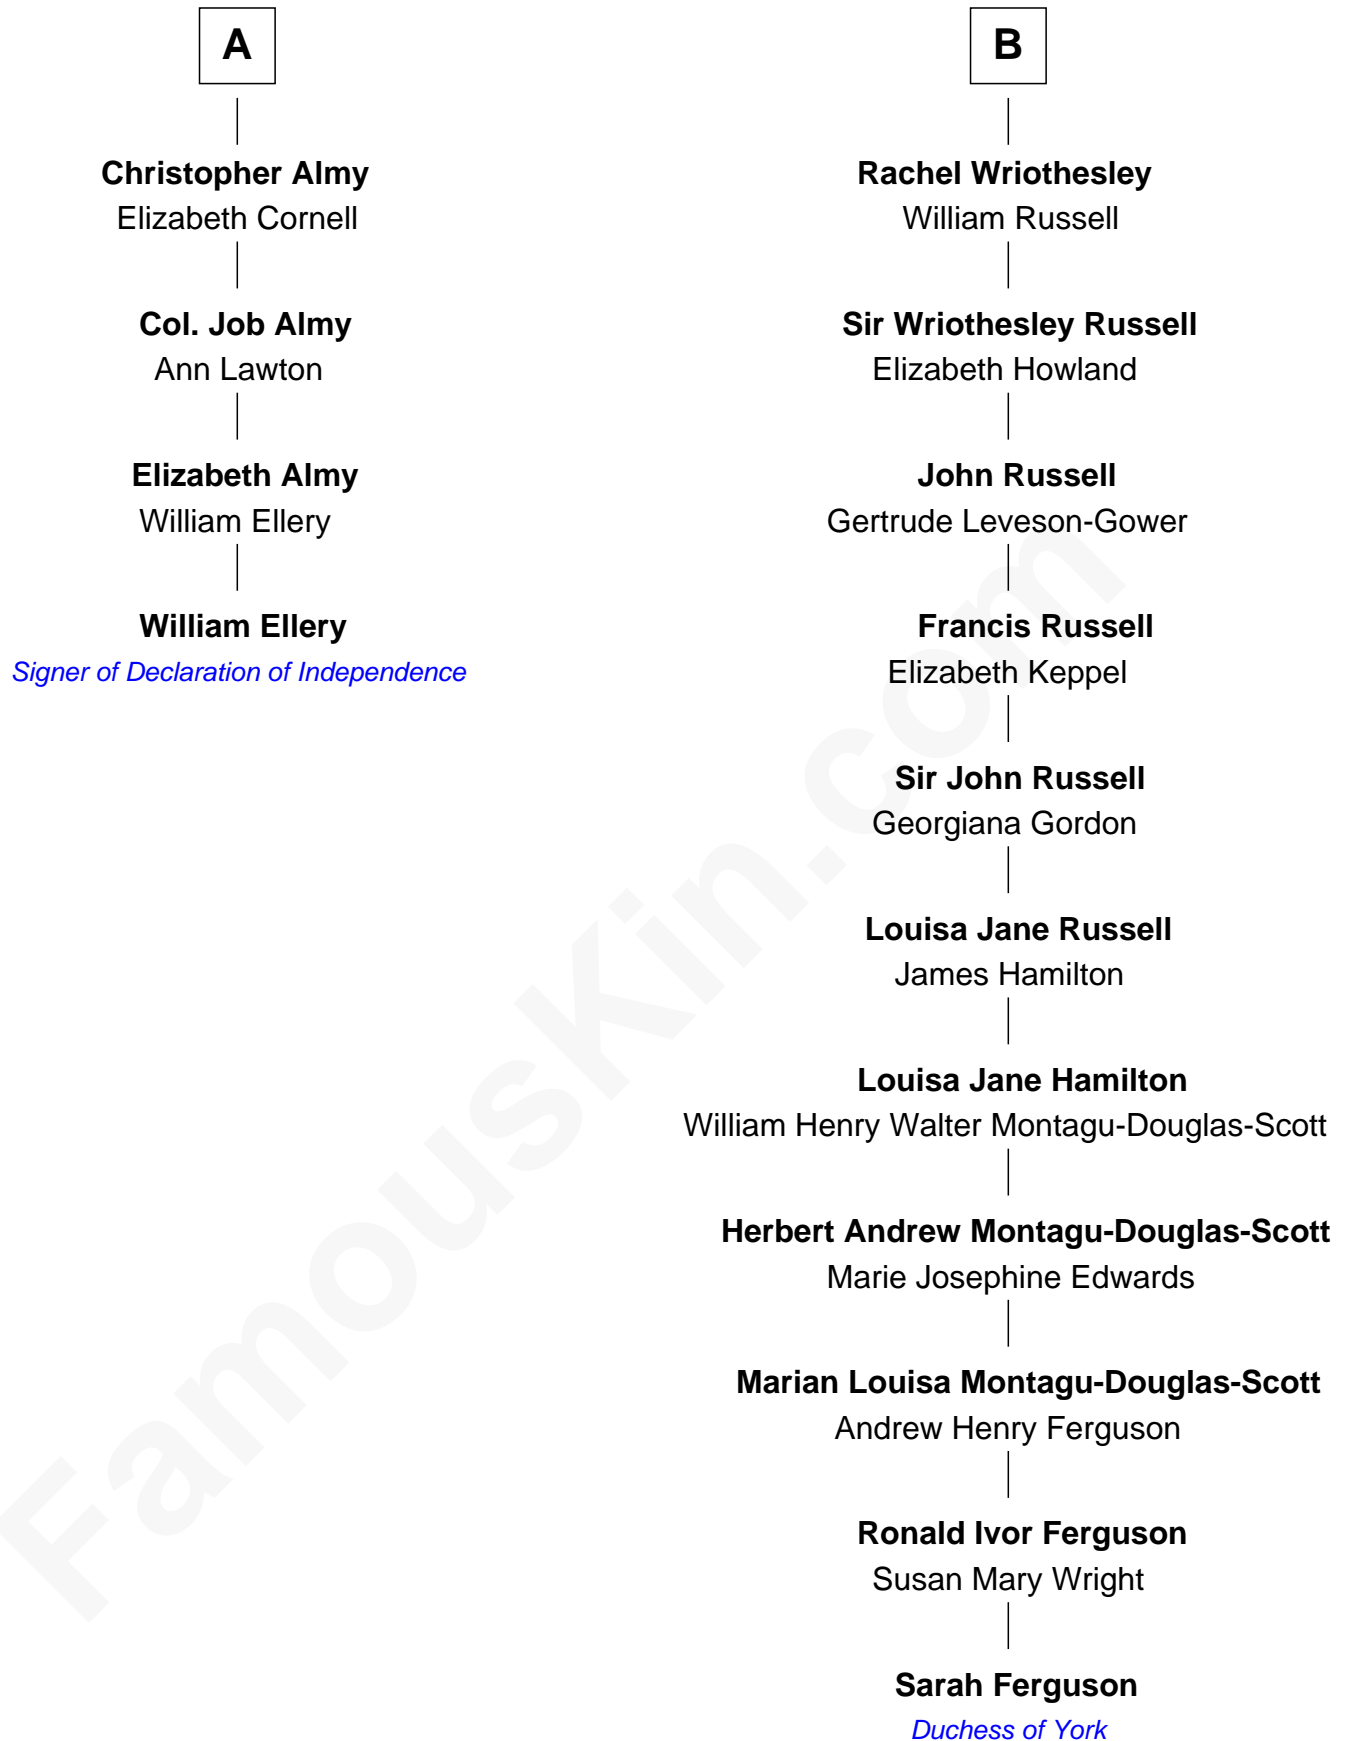 A
Christopher Almy
Elizabeth Cornell
Col. Job Almy
Ann Lawton
Elizabeth Almy
William Ellery
William Ellery
Signer of Declaration of Independence
B
Rachel Wriothesley
William Russell
Sir Wriothesley Russell
Elizabeth Howland
John Russell
Gertrude Leveson-Gower
Francis Russell
Elizabeth Keppel
Sir John Russell
Georgiana Gordon
Louisa Jane Russell
James Hamilton
Louisa Jane Hamilton
William Henry Walter Montagu-Douglas-Scott
Herbert Andrew Montagu-Douglas-Scott
Marie Josephine Edwards
Marian Louisa Montagu-Douglas-Scott
Andrew Henry Ferguson
Ronald Ivor Ferguson
Susan Mary Wright
Sarah Ferguson
Duchess of York
FamousKin.com